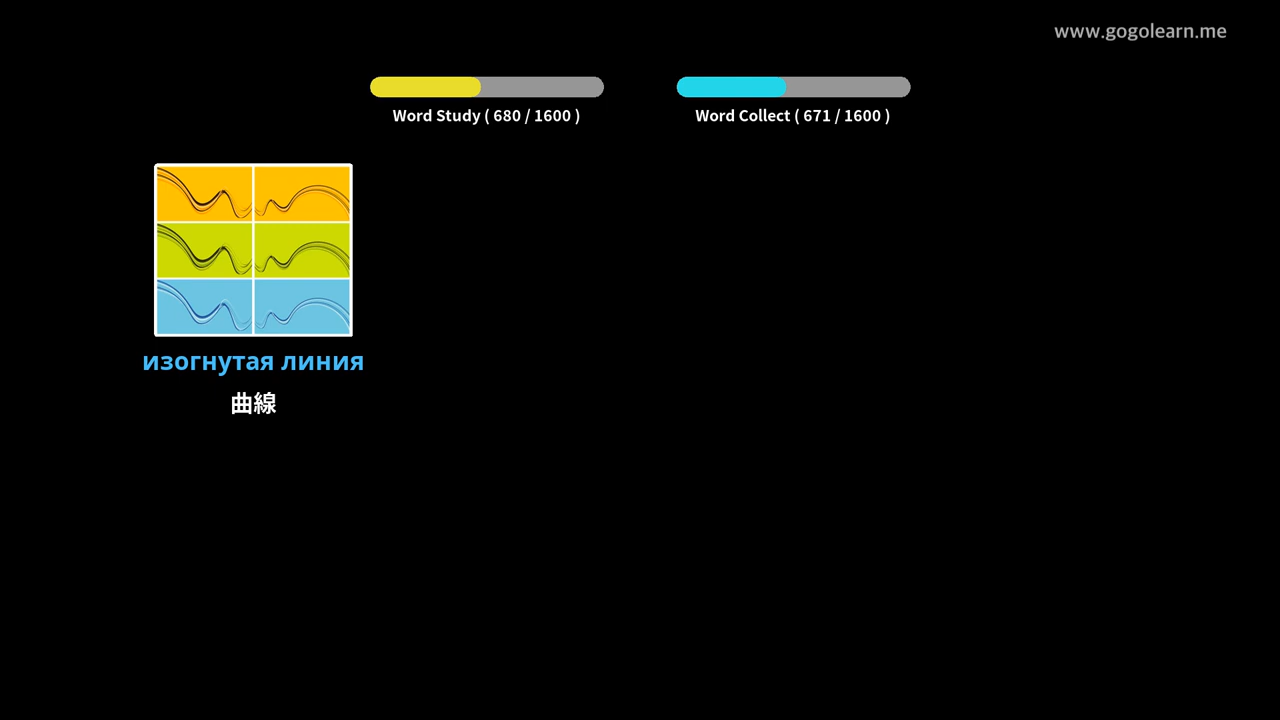 www.gogolearn.me
Word Study ( 680 / 1600 )
Word Collect ( 671 / 1600 )
изогнутая линия
曲線